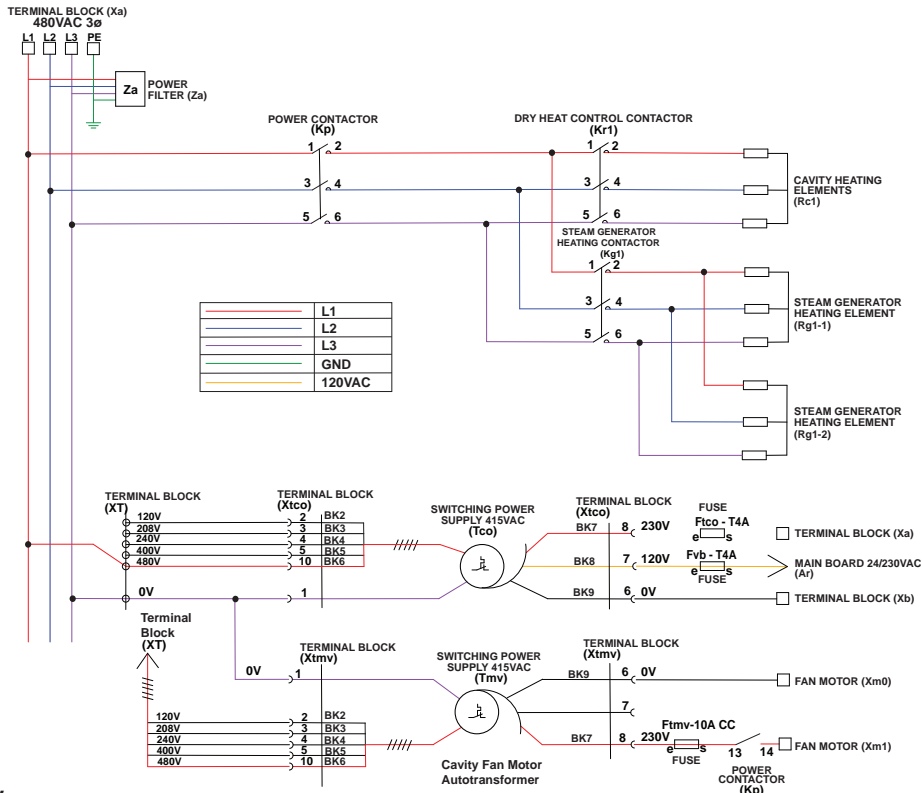 TERMINAL BLOCK (Xa)
480VAC 3ø
L1 L2 L3 PE
Za
POWER
FILTER (Za)
POWER CONTACTOR
(Kp)
1 2
3 4
5 6
DRY HEAT CONTROL CONTACTOR
(Kr1)
1 2
3 4
5 6
CAVITY HEATING
ELEMENTS
(Rc1)
STEAM GENERATOR
HEATING CONTACTOR
(Kg1)
1 2
3 4
5 6
STEAM GENERATOR
HEATING ELEMENT
(Rg1-1)
STEAM GENERATOR
HEATING ELEMENT
(Rg1-2)
L1
L2
L3
GND
120VAC
TERMINAL BLOCK
(XT)
120V
208V
240V
400V
480V
0V
TERMINAL BLOCK
(Xtco)
2 BK2
3 BK3
4 BK4
5 BK5
10 BK6
1
SWITCHING POWER
SUPPLY 415VAC
(Tco)
TERMINAL BLOCK
(Xtco)
BK7 8 230V
BK8 7 120V
BK9 6 0V
FUSE
Ftco - T4A
e s
Fvb - T4A
e s
FUSE
TERMINAL BLOCK (Xa)
MAIN BOARD 24/230VAC
(Ar)
TERMINAL BLOCK (Xb)
Terminal
Block
(XT)
TERMINAL BLOCK
(Xtmv)
0V 1
120V 2 BK2
208V 3 BK3
240V 4 BK4
400V 5 BK5
480V 10 BK6
SWITCHING POWER
SUPPLY 415VAC
(Tmv)
Cavity Fan Motor
Autotransformer
TERMINAL BLOCK
(Xtmv)
BK9 6 0V
7
BK7 8 230V
Ftmv-10A CC
e s
FUSE
13 14
POWER
CONTACTOR
(Kp)
FAN MOTOR (Xm0)
FAN MOTOR (Xm1)